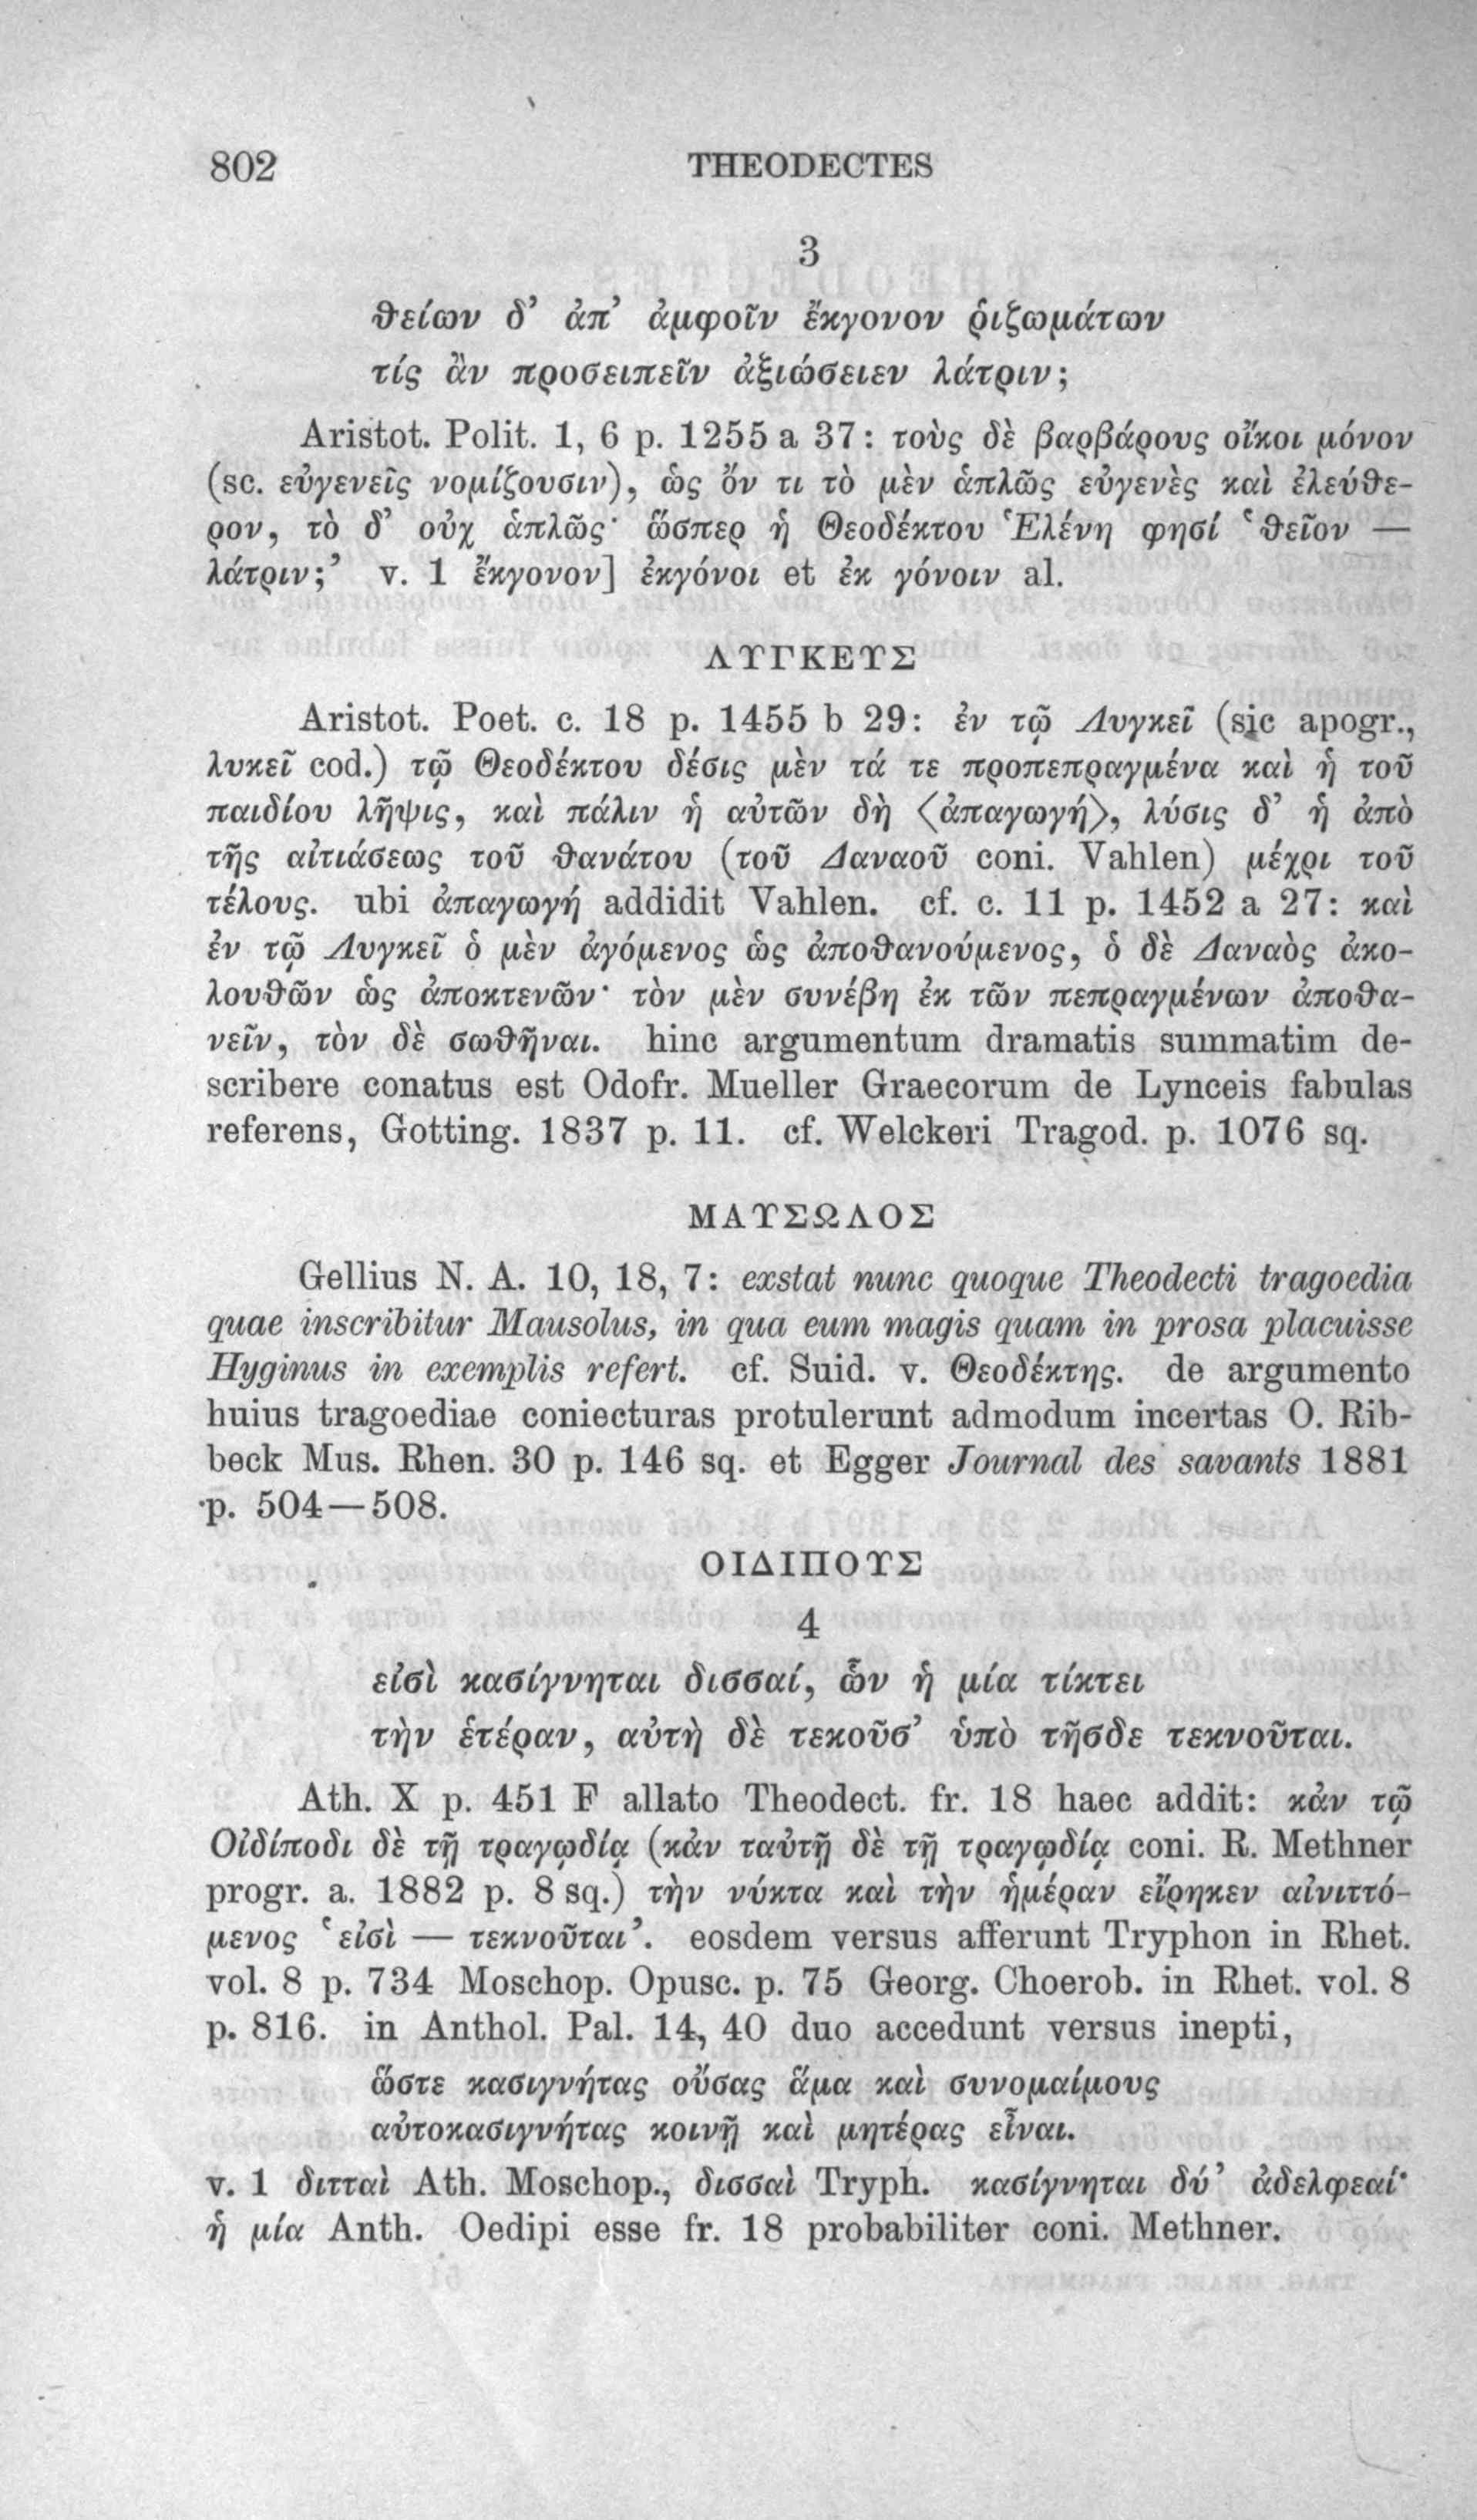 802 THEODECTES
3
θείων δ’ ἀπ’ ἀμφοῖν ἔκγονον ῥιζωμάτων
τίς ἂν προσειπεῖν ἀξιώσειεν λάτριν;
Aristot. Polit. 1, 6 p. 1255 a 37: τοὺς δὲ βαρβάρους οἴκοι μόνον
(sc. εὐγενεῖς νομίζουσιν), ὡς ὄν τι τὸ μὲν ἁπλῶς εὐγενὲς καὶ ἐλεύθε-
ρον, τὸ δ’ οὐχ ἁπλῶς· ὥσπερ ἡ Θεοδέκτου Ἑλένη φησί ‘θεῖον —
λάτριν;’ v. 1 ἔκγονον] ἐκγόνοι et ἐκ γόνοιν al.
ΛΥΓΚΕΥΣ
Aristot. Poet. c. 18 p. 1455 b 29: ἐν τῷ Λυγκεῖ (sic apogr.,
λυκεῖ cod.) τῷ Θεοδέκτου δέσις μὲν τά τε προπεπραγμένα καὶ ἡ τοῦ
παιδίου λῆψις, καὶ πάλιν ἡ αὐτῶν δὴ ⟨ἀπαγωγή⟩, λύσις δ’ ἡ ἀπὸ
τῆς αἰτιάσεως τοῦ θανάτου (τοῦ Δαναοῦ coni. Vahlen) μέχρι τοῦ
τέλους. ubi ἀπαγωγή addidit Vahlen. cf. c. 11 p. 1452 a 27: καὶ
ἐν τῷ Λυγκεῖ ὁ μὲν ἀγόμενος ὡς ἀποθανούμενος, ὁ δὲ Δαναὸς ἀκο-
λουθῶν ὡς ἀποκτενῶν· τὸν μὲν συνέβη ἐκ τῶν πεπραγμένων ἀποθα-
νεῖν, τὸν δὲ σωθῆναι. hinc argumentum dramatis summatim de-
scribere conatus est Odofr. Mueller Graecorum de Lynceis fabulas
referens, Gotting. 1837 p. 11. cf. Welckeri Tragod. p. 1076 sq.
ΜΑΥΣΩΛΟΣ
Gellius N. A. 10, 18, 7: exstat nunc quoque Theodecti tragoedia
quae inscribitur Mausolus, in qua eum magis quam in prosa placuisse
Hyginus in exemplis refert. cf. Suid. v. Θεοδέκτης. de argumento
huius tragoediae coniecturas protulerunt admodum incertas O. Rib-
beck Mus. Rhen. 30 p. 146 sq. et Egger Journal des savants 1881
p. 504—508.
ΟΙΔΙΠΟΥΣ
4
εἰσὶ κασίγνηται δισσαί, ὧν ἡ μία τίκτει
τὴν ἑτέραν, αὐτὴ δὲ τεκοῦσ’ ὑπὸ τῆσδε τεκνοῦται.
Ath. X p. 451 F allato Theodect. fr. 18 haec addit: κἀν τῷ
Οἰδίποδι δὲ τῇ τραγῳδίᾳ (κἀν ταὐτῇ δὲ τῇ τραγῳδίᾳ coni. R. Methner
progr. a. 1882 p. 8 sq.) τὴν νύκτα καὶ τὴν ἡμέραν εἴρηκεν αἰνιττό-
μενος ‘εἰσὶ — τεκνοῦται’. eosdem versus afferunt Tryphon in Rhet.
vol. 8 p. 734 Moschop. Opusc. p. 75 Georg. Choerob. in Rhet. vol. 8
p. 816. in Anthol. Pal. 14, 40 duo accedunt versus inepti,
ὥστε κασιγνήτας οὔσας ἅμα καὶ συνομαίμους
αὐτοκασιγνήτας κοινῇ καὶ μητέρας εἶναι.
v. 1 διτταὶ Ath. Moschop., δισσαὶ Tryph. κασίγνηται δύ’ ἀδελφεαί·
ἡ μία Anth. Oedipi esse fr. 18 probabiliter coni. Methner.